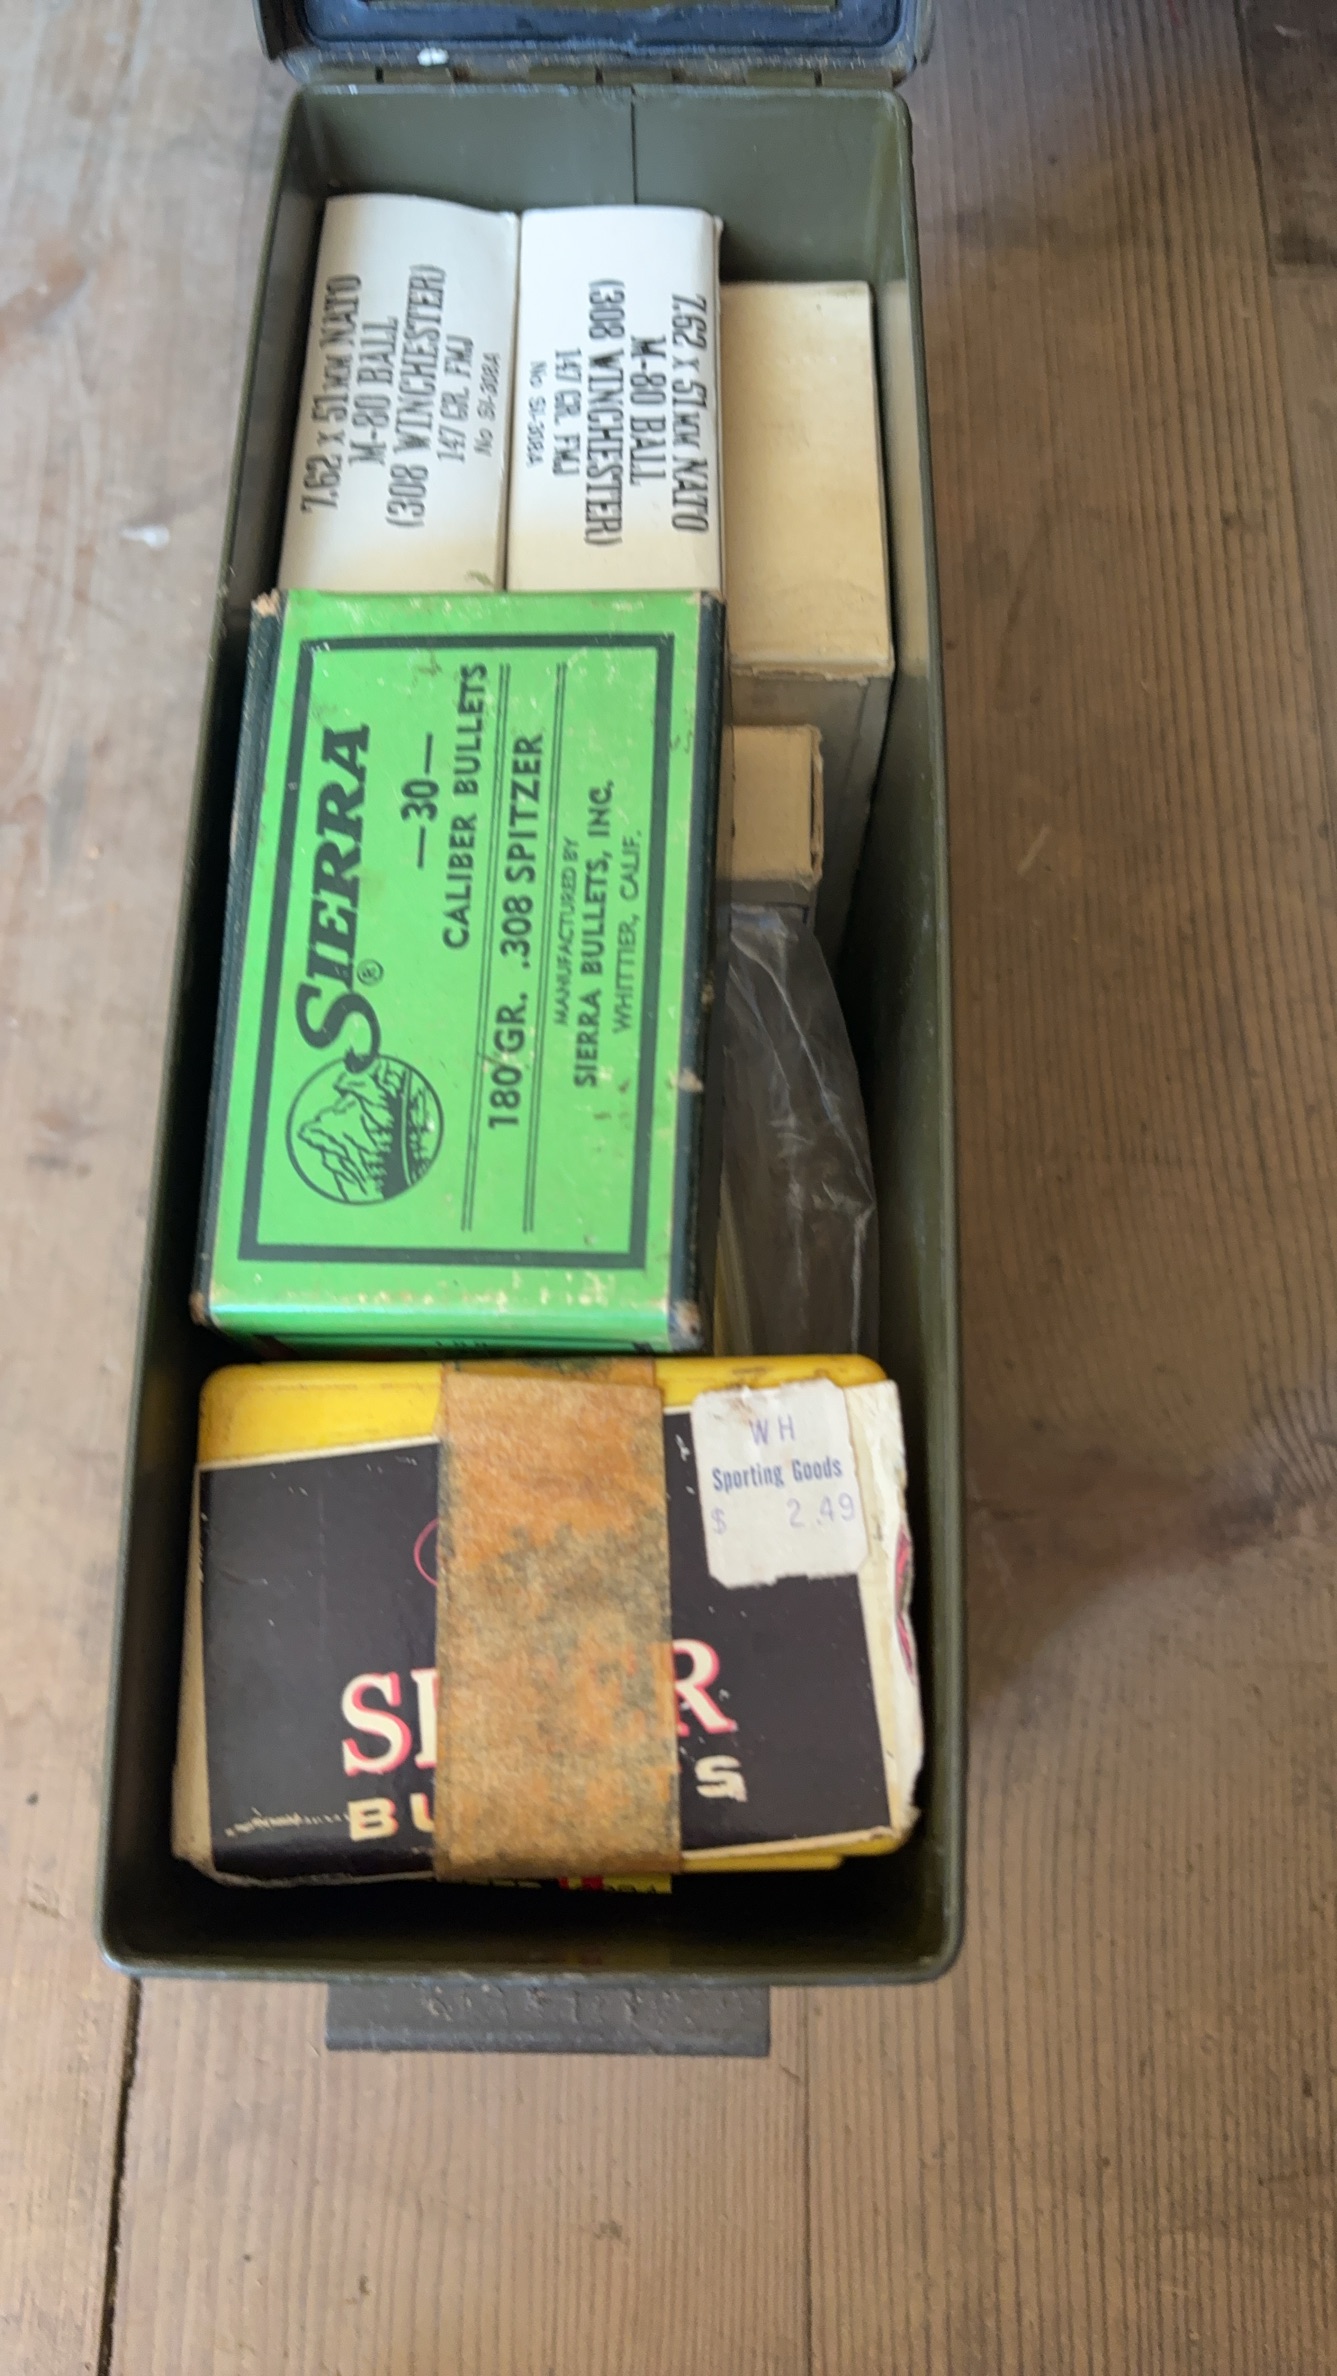 7.62 x 51MM NATO
M-80 BALL
(308 WINCHESTER)
147 GR. FMJ
No SI-308A
7.62 x 51MM NATO
M-80 BALL
(308 WINCHESTER)
147 GR. FMJ
No SI-308A
SIERRA®
—30—
CALIBER BULLETS
180 GR. .308 SPITZER
MANUFACTURED BY
SIERRA BULLETS, INC.
WHITTIER, CALIF.
WH
Sporting Goods
$ 2.49